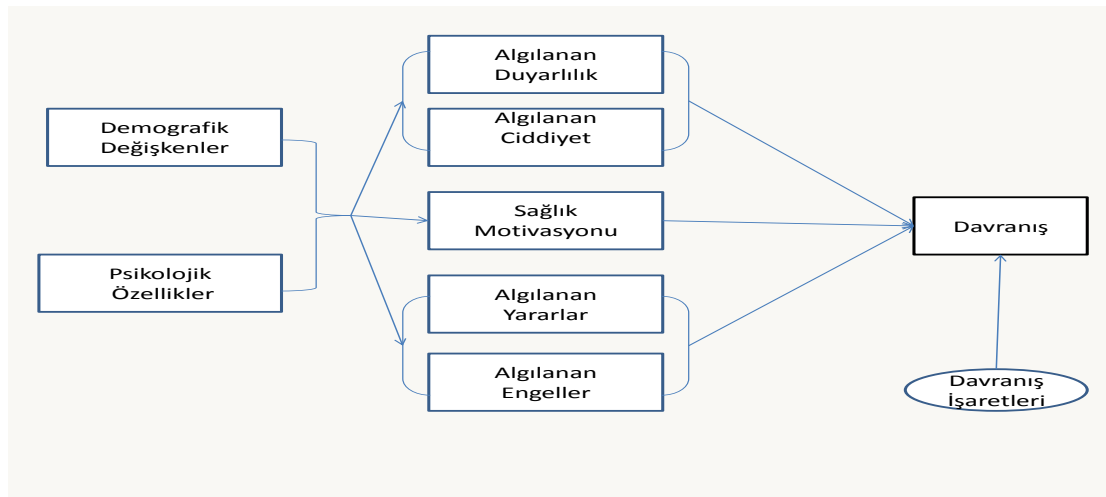 Demografik
Değişkenler
Psikolojik
Özellikler
Algılanan
Duyarlılık
Algılanan
Ciddiyet
Sağlık
Motivasyonu
Algılanan
Yararlar
Algılanan
Engeller
Davranış
Davranış
İşaretleri